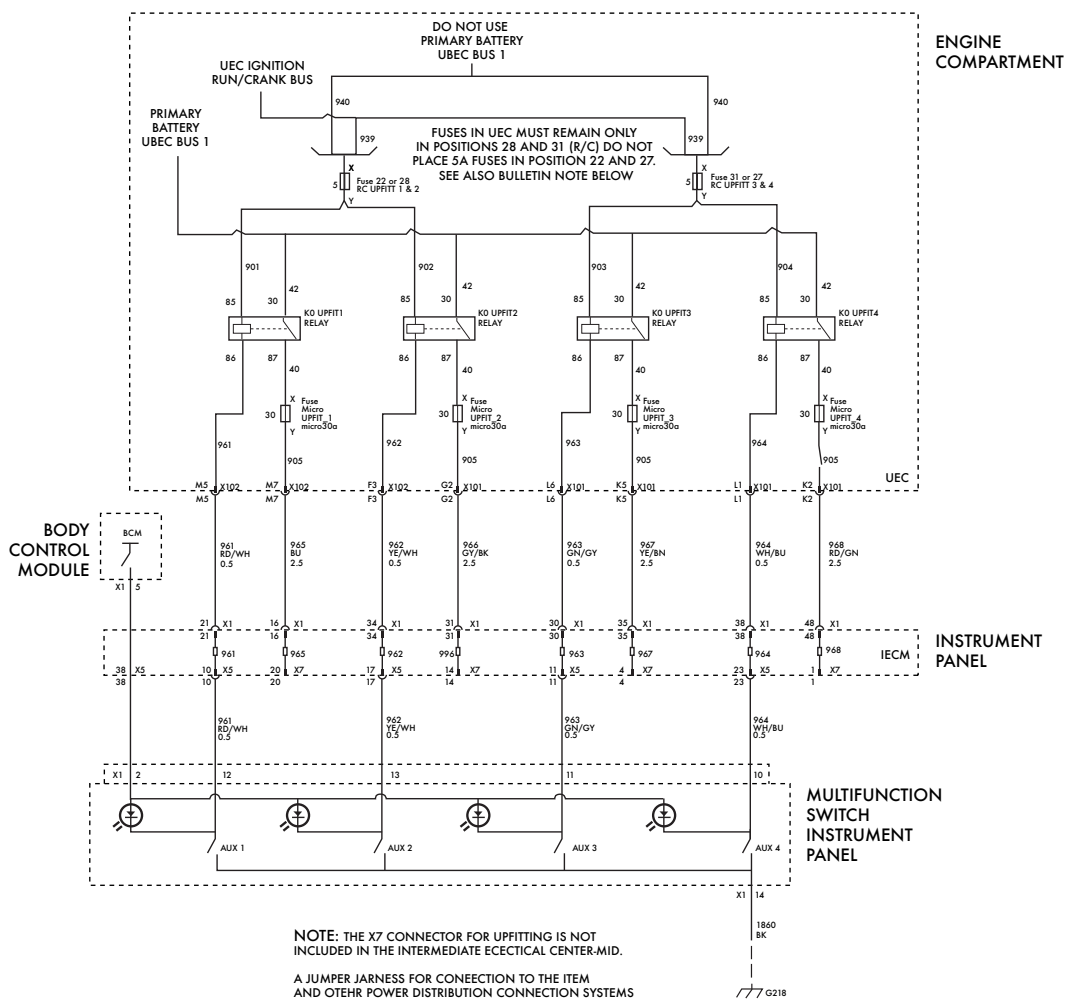 DO NOT USE
PRIMARY BATTERY
UBEC BUS 1
ENGINE
COMPARTMENT
UEC IGNITION
RUN/CRANK BUS
PRIMARY
BATTERY
UBEC BUS 1
940
940
939
939
FUSES IN UEC MUST REMAIN ONLY
IN POSITIONS 28 AND 31 (R/C) DO NOT
PLACE 5A FUSES IN POSITION 22 AND 27.
SEE ALSO BULLETIN NOTE BELOW
X
5
Fuse 22 or 28
RC UPFITT 1 & 2
Y
X
5
Fuse 31 or 27
RC UPFITT 3 & 4
Y
901
902
903
904
42
42
42
42
85 30
85 30
85 30
85 30
K0 UPFIT1
RELAY
K0 UPFIT2
RELAY
K0 UPFIT3
RELAY
K0 UPFIT4
RELAY
86 87
86 87
86 87
86 87
40
40
40
40
X
30
Y
Fuse
Micro
UPFIT_1
micro30a
X
30
Y
Fuse
Micro
UPFIT_2
micro30a
X
30
Y
Fuse
Micro
UPFIT_3
micro30a
X
30
Y
Fuse
Micro
UPFIT_4
micro30a
961
905
962
905
963
905
964
905
UEC
M5 X102 M7 X102 F3 X102 G2 X101 L6 X101 K5 X101 L1 X101 K2 X101
M5 M7 F3 G2 L6 K5 L1 K2
BODY
CONTROL
MODULE
BCM
X1 5
961
RD/WH
0.5
965
BU
2.5
962
YE/WH
0.5
966
GY/BK
2.5
963
GN/GY
0.5
967
YE/BN
2.5
964
WH/BU
0.5
968
RD/GN
2.5
21 X1 16 X1 34 X1 31 X1 30 X1 35 X1 38 X1 48 X1
21 16 34 31 30 35 38 48
961 965 962 996 963 967 964 968
IECM
INSTRUMENT
PANEL
38 X5 10 X5 20 X7 17 X5 14 X7 11 X5 4 X7 23 X5 1 X7
38 10 20 17 14 11 4 23 1
961
RD/WH
0.5
962
YE/WH
0.5
963
GN/GY
0.5
964
WH/BU
0.5
X1 2 12 13 11 10
MULTIFUNCTION
SWITCH
INSTRUMENT
PANEL
AUX 1
AUX 2
AUX 3
AUX 4
X1 14
1860
BK
G218
NOTE: THE X7 CONNECTOR FOR UPFITTING IS NOT
INCLUDED IN THE INTERMEDIATE ECECTICAL CENTER-MID.
A JUMPER JARNESS FOR CONEECTION TO THE ITEM
AND OTEHR POWER DISTRIBUTION CONNECTION SYSTEMS